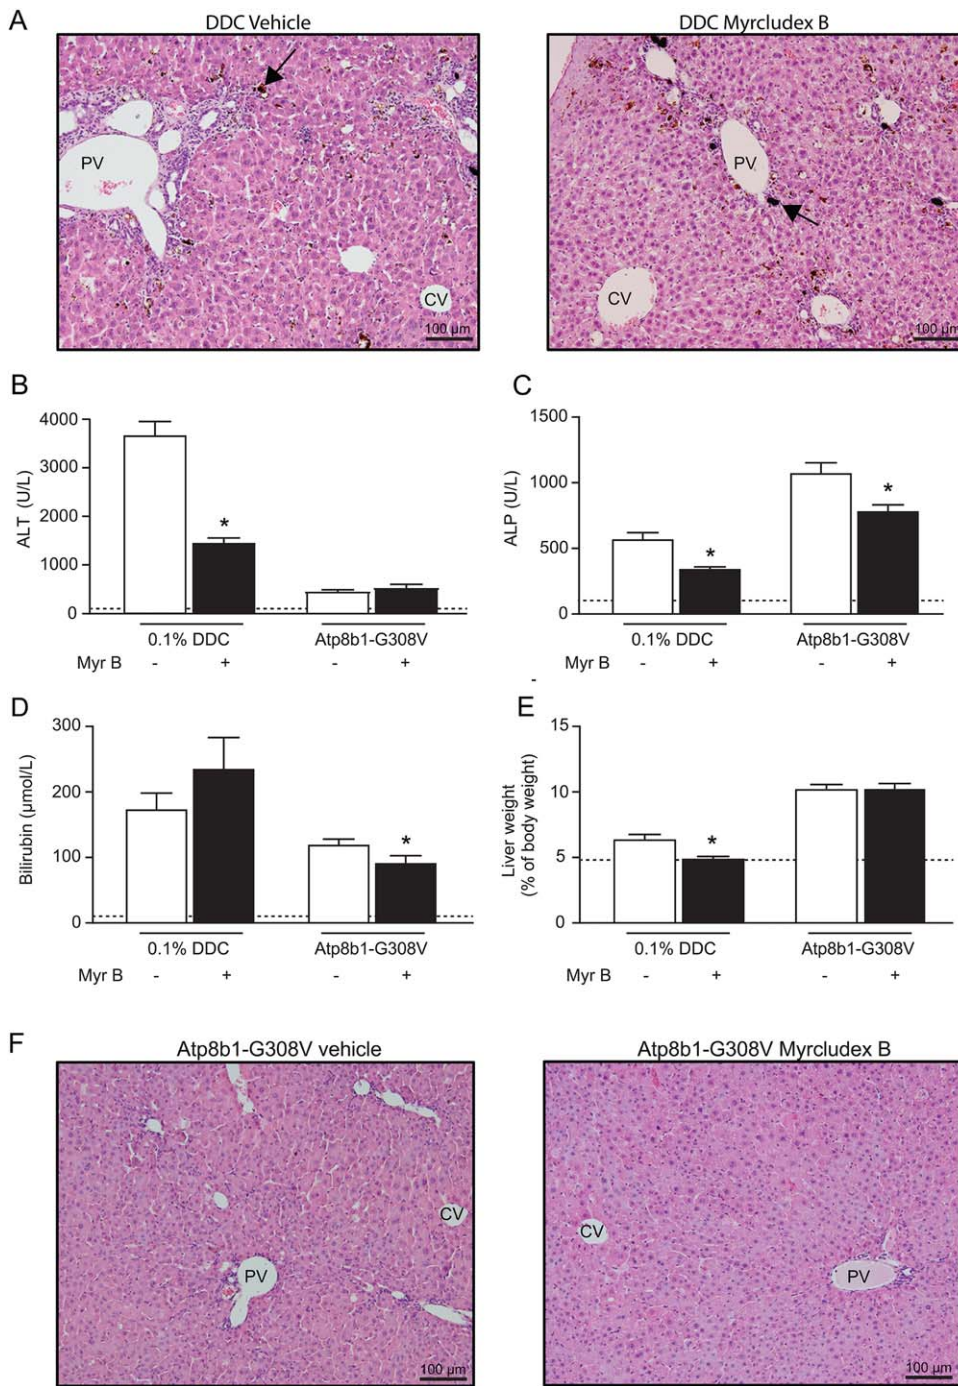 A
DDC Vehicle
DDC Myrcludex B
PV
CV
100 µm
PV
CV
100 µm
B
ALT (U/L)
4000
3000
2000
1000
0
*
0.1% DDC
Atp8b1-G308V
Myr B
-
+
-
+
C
ALP (U/L)
1500
1000
500
0
*
*
0.1% DDC
Atp8b1-G308V
Myr B
-
+
-
+
-
D
Bilirubin (µmol/L)
300
200
100
0
*
0.1% DDC
Atp8b1-G308V
Myr B
-
+
-
+
E
Liver weight
(% of body weight)
15
10
5
0
*
0.1% DDC
Atp8b1-G308V
Myr B
-
+
-
+
F
Atp8b1-G308V vehicle
Atp8b1-G308V Myrcludex B
CV
PV
100 µm
CV
PV
100 µm